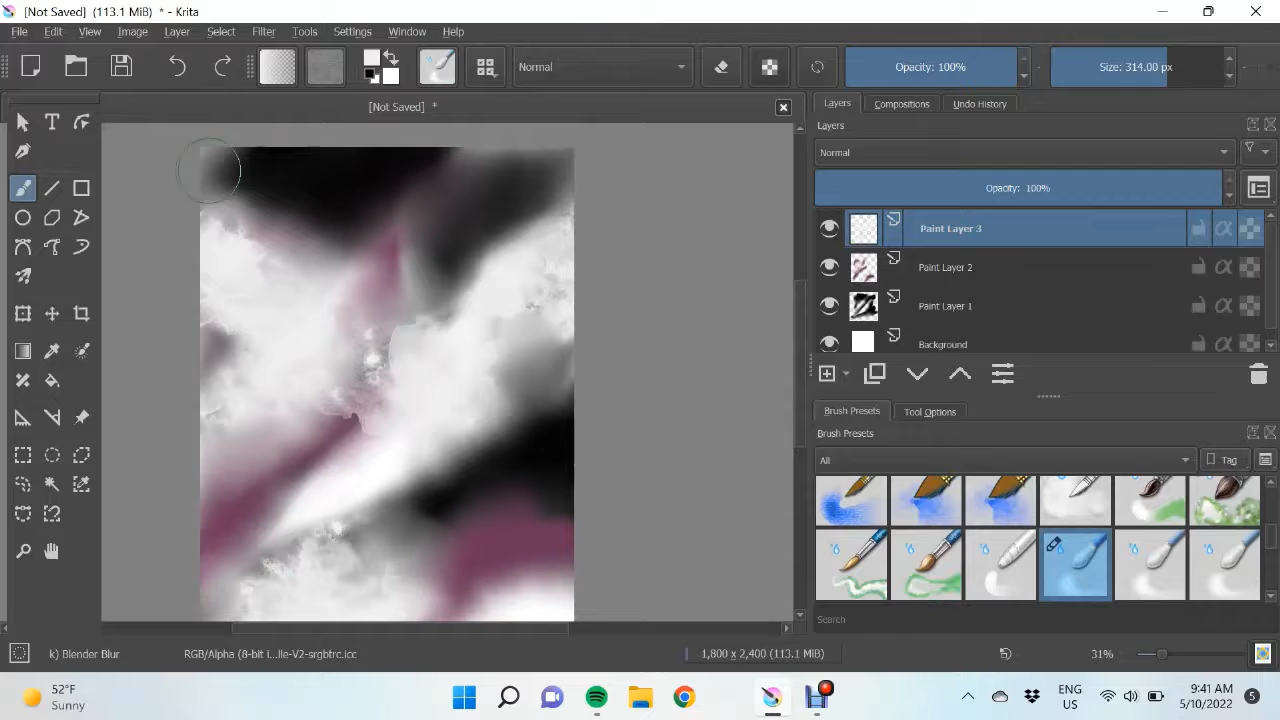 [Not Saved] (113.1 MiB) * - Krita
File Edit View Image Layer Select Filter Tools Settings Window Help
Normal
Opacity: 100%
Size: 314.00 px
[Not Saved] *
Layers Compositions Undo History
Layers
Normal
Opacity: 100%
Paint Layer 3
Paint Layer 2
Paint Layer 1
Background
Brush Presets Tool Options
Brush Presets
All
Tag
Search
k) Blender Blur
RGB/Alpha (8-bit i...lle-V2-srgbtrc.icc
1,800 x 2,400 (113.1 MiB)
31%
52°F
Sunny
ENG
US
9:41 AM
5/10/2022
5